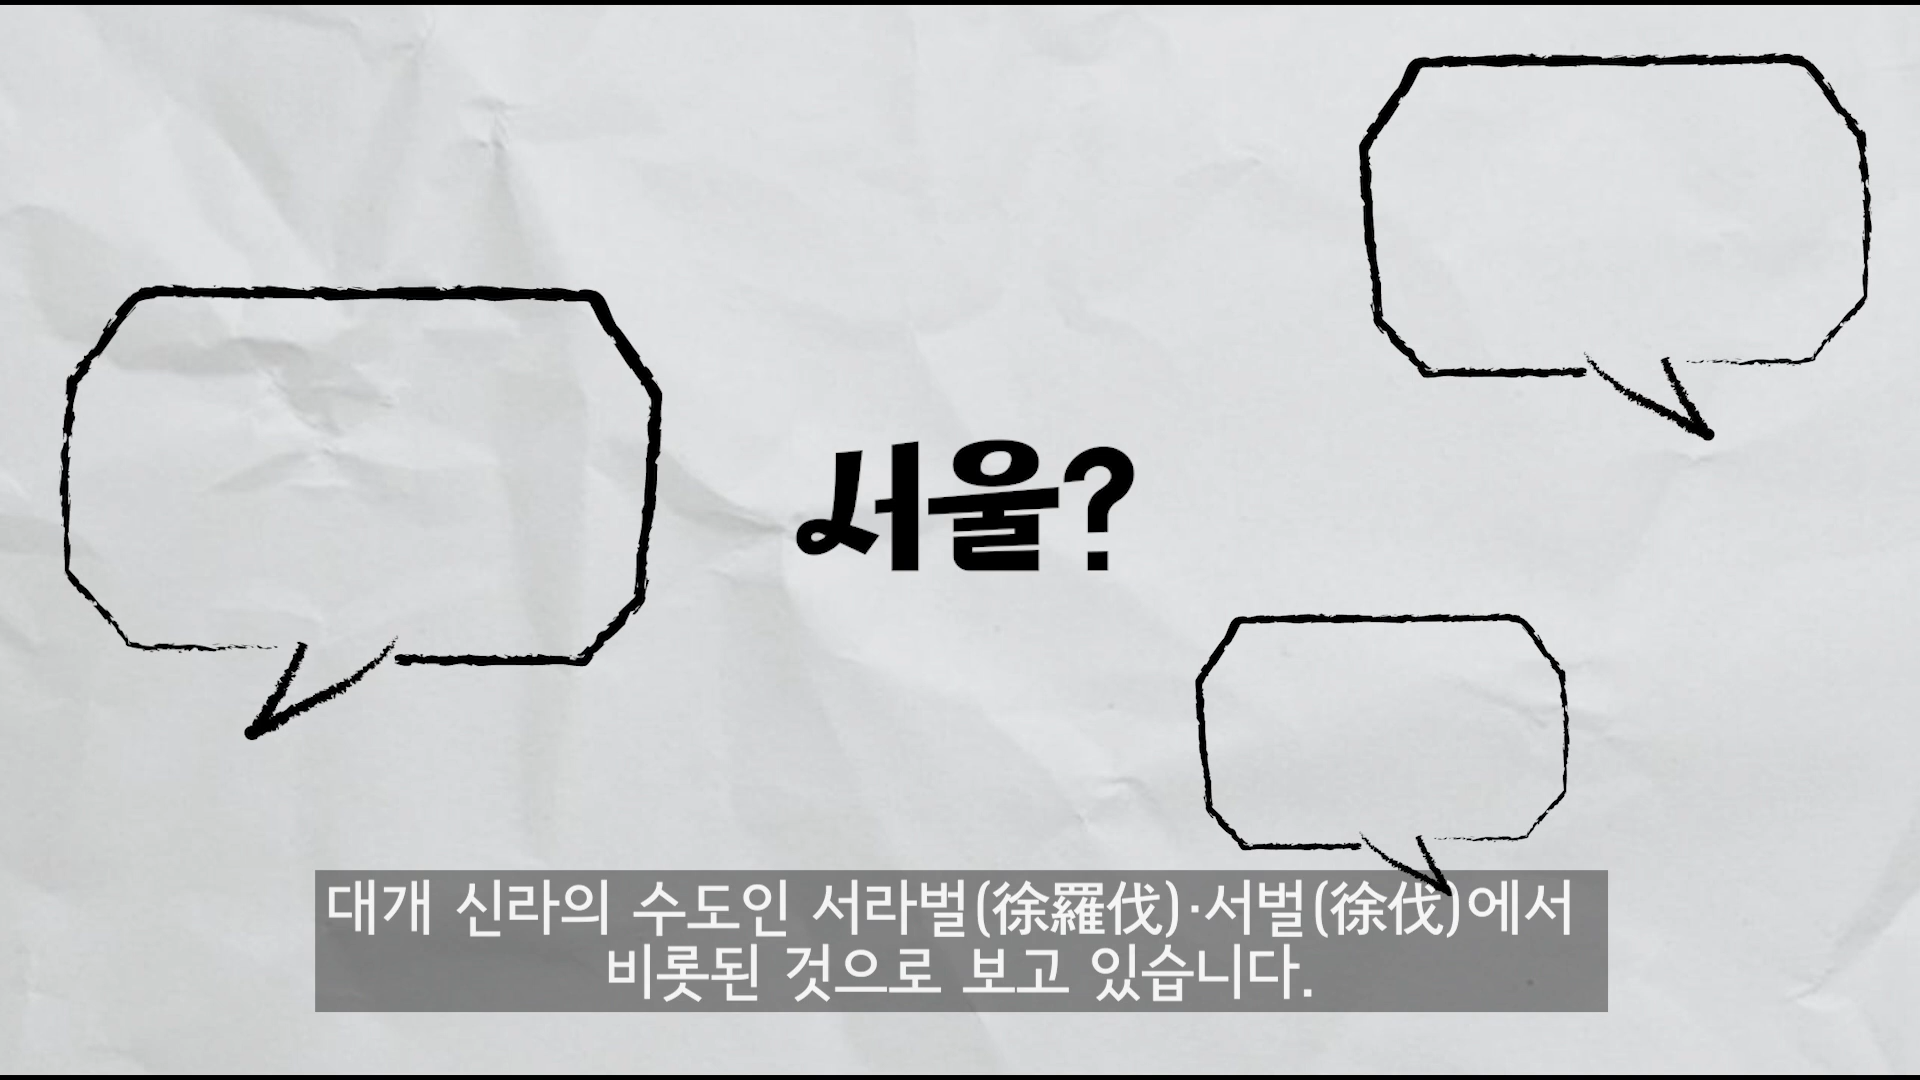 서울?
대개 신라의 수도인 서라벌(徐羅伐)·서벌(徐伐)에서
비롯된 것으로 보고 있습니다.